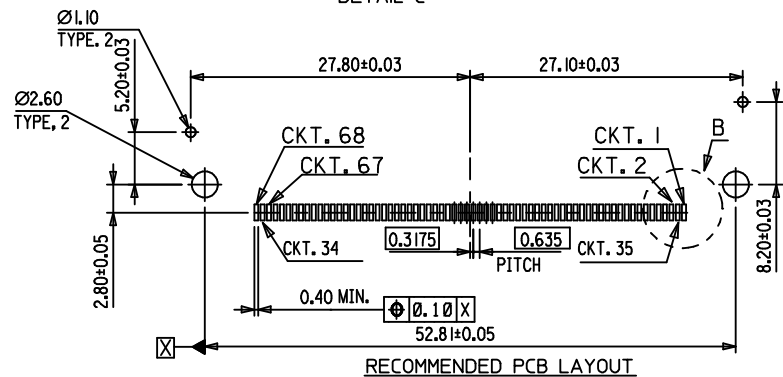 DETAIL C
Ø1.10
TYPE. 2
5.20±0.03
27.80±0.03
27.10±0.03
Ø2.60
TYPE, 2
CKT. 68
CKT. 67
CKT. 1
CKT. 2
B
CKT. 34
0.3175
0.635
PITCH
CKT. 35
2.80±0.05
8.20±0.03
0.40 MIN.
⌖ 0.10 X
52.81±0.05
X
RECOMMENDED PCB LAYOUT